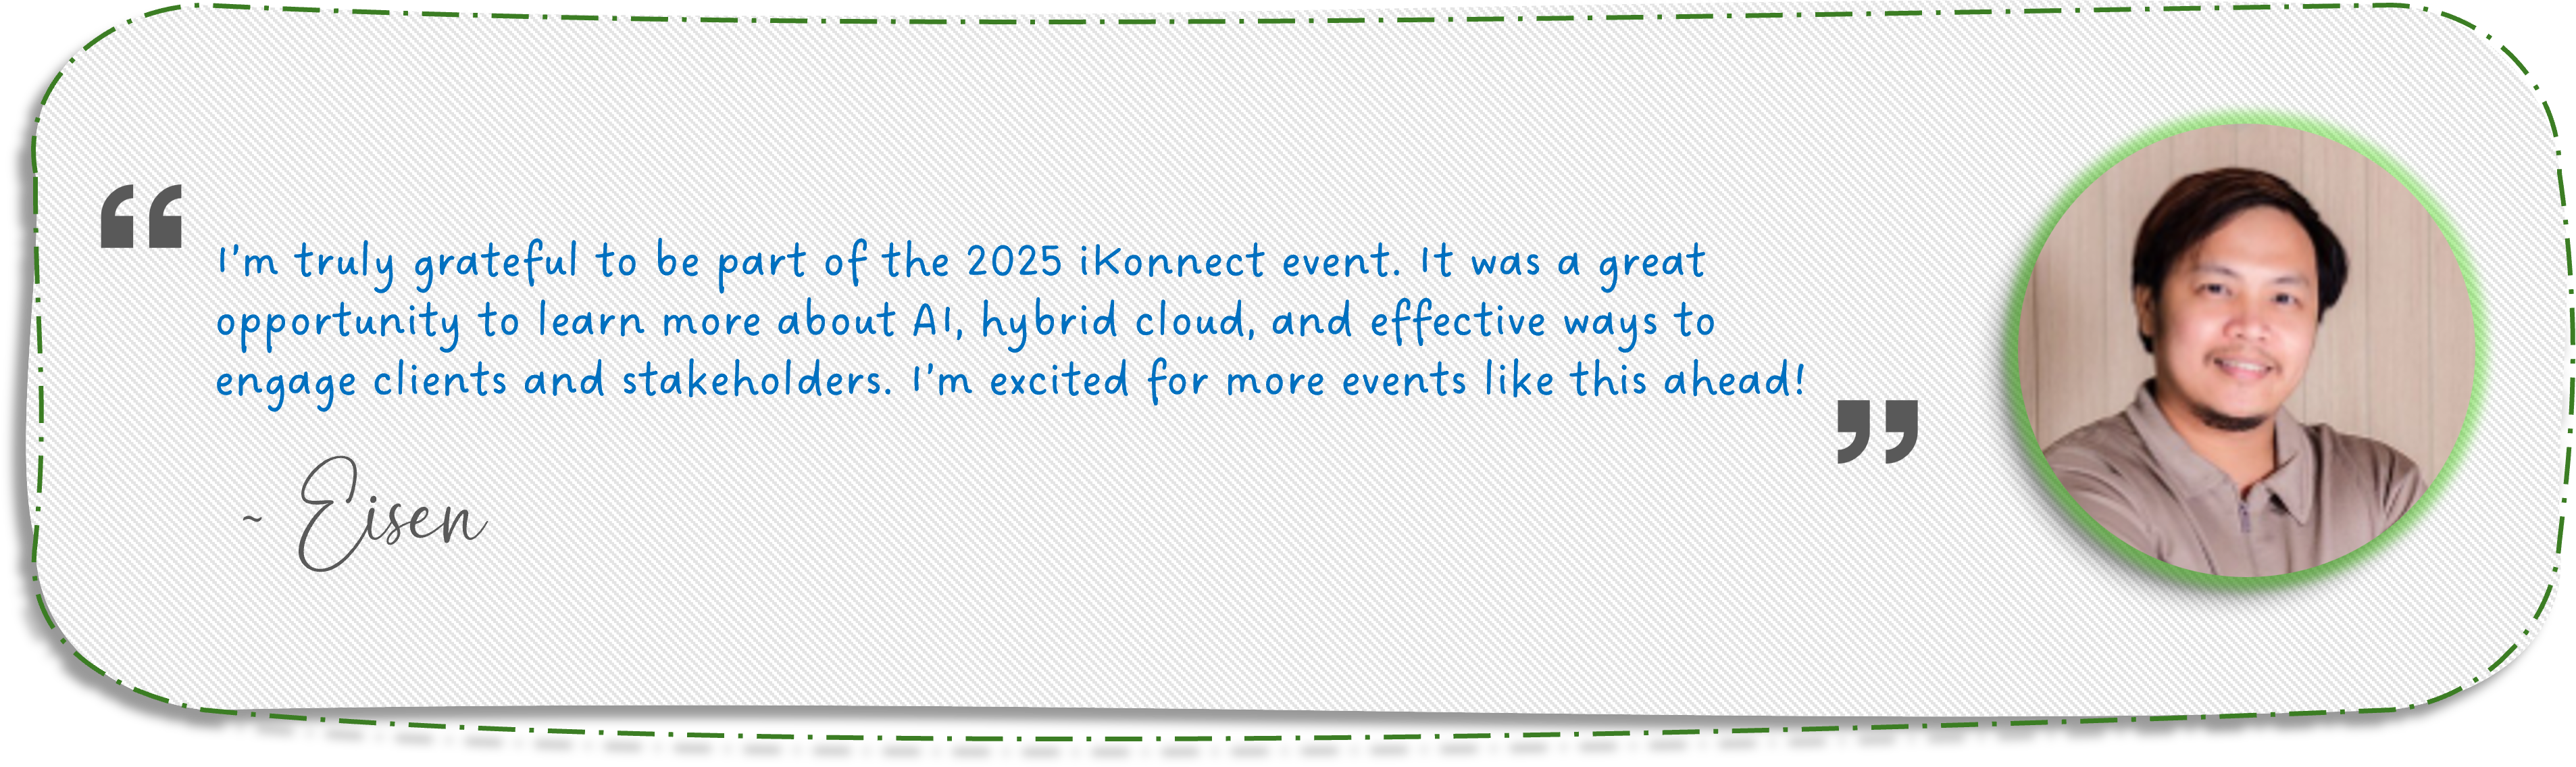 “
I'm truly grateful to be part of the 2025 iKonnect event. It was a great
opportunity to learn more about AI, hybrid cloud, and effective ways to
engage clients and stakeholders. I'm excited for more events like this ahead!
”
~ Eisen